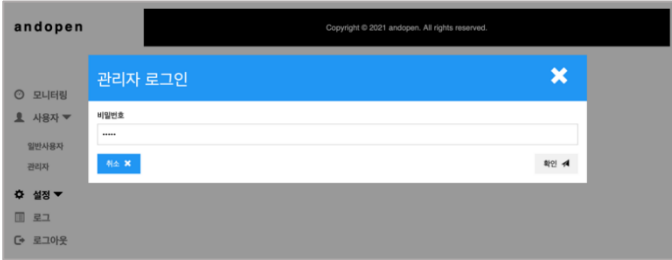 andopen
Copyright © 2021 andopen. All rights reserved.
관리자 로그인
모니터링
사용자
일반사용자
관리자
설정
로그
로그아웃
비밀번호
•••••
취소
확인